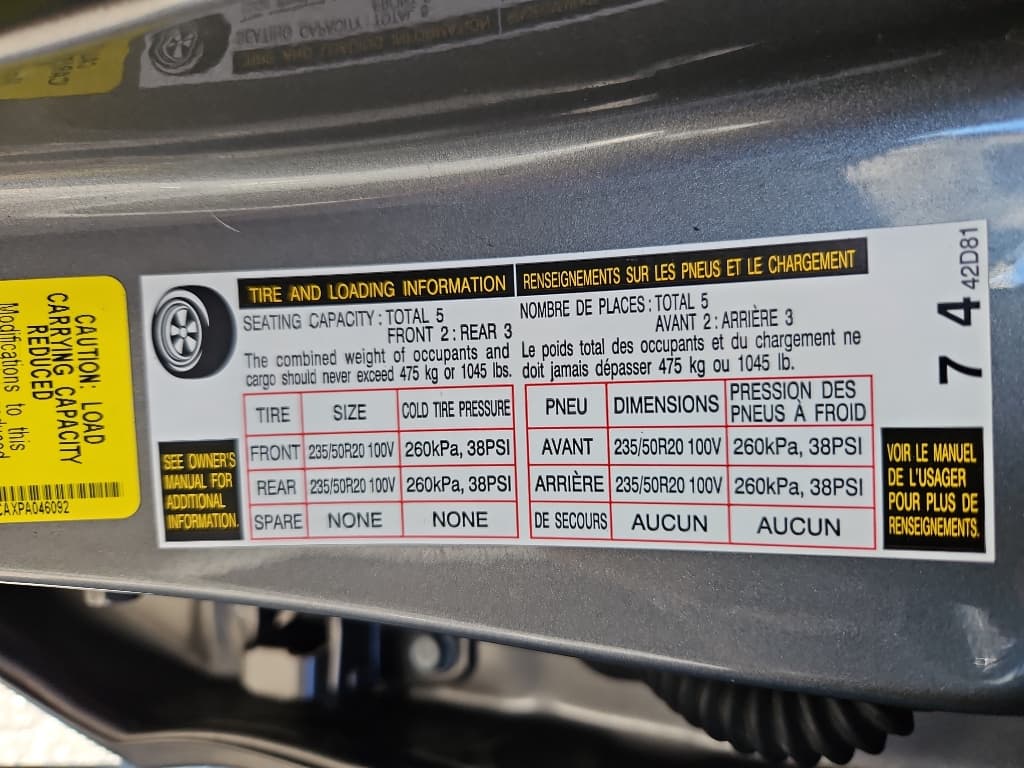 TIRE AND LOADING INFORMATION
SEATING CAPACITY : TOTAL 5
FRONT 2 : REAR 3
The combined weight of occupants and
cargo should never exceed 475 kg or 1045 lbs.
TIRE SIZE COLD TIRE PRESSURE
FRONT 235/50R20 100V 260kPa, 38PSI
REAR 235/50R20 100V 260kPa, 38PSI
SPARE NONE NONE
SEE OWNER'S
MANUAL FOR
ADDITIONAL
INFORMATION.
RENSEIGNEMENTS SUR LES PNEUS ET LE CHARGEMENT
NOMBRE DE PLACES : TOTAL 5
AVANT 2 : ARRIÈRE 3
Le poids total des occupants et du chargement ne
doit jamais dépasser 475 kg ou 1045 lb.
PNEU DIMENSIONS PRESSION DES
PNEUS À FROID
AVANT 235/50R20 100V 260kPa, 38PSI
ARRIÈRE 235/50R20 100V 260kPa, 38PSI
DE SECOURS AUCUN AUCUN
VOIR LE MANUEL
DE L'USAGER
POUR PLUS DE
RENSEIGNEMENTS.
7 4
42D81
CAUTION: LOAD
CARRYING CAPACITY
REDUCED
Modifications to this
CAXPA046092